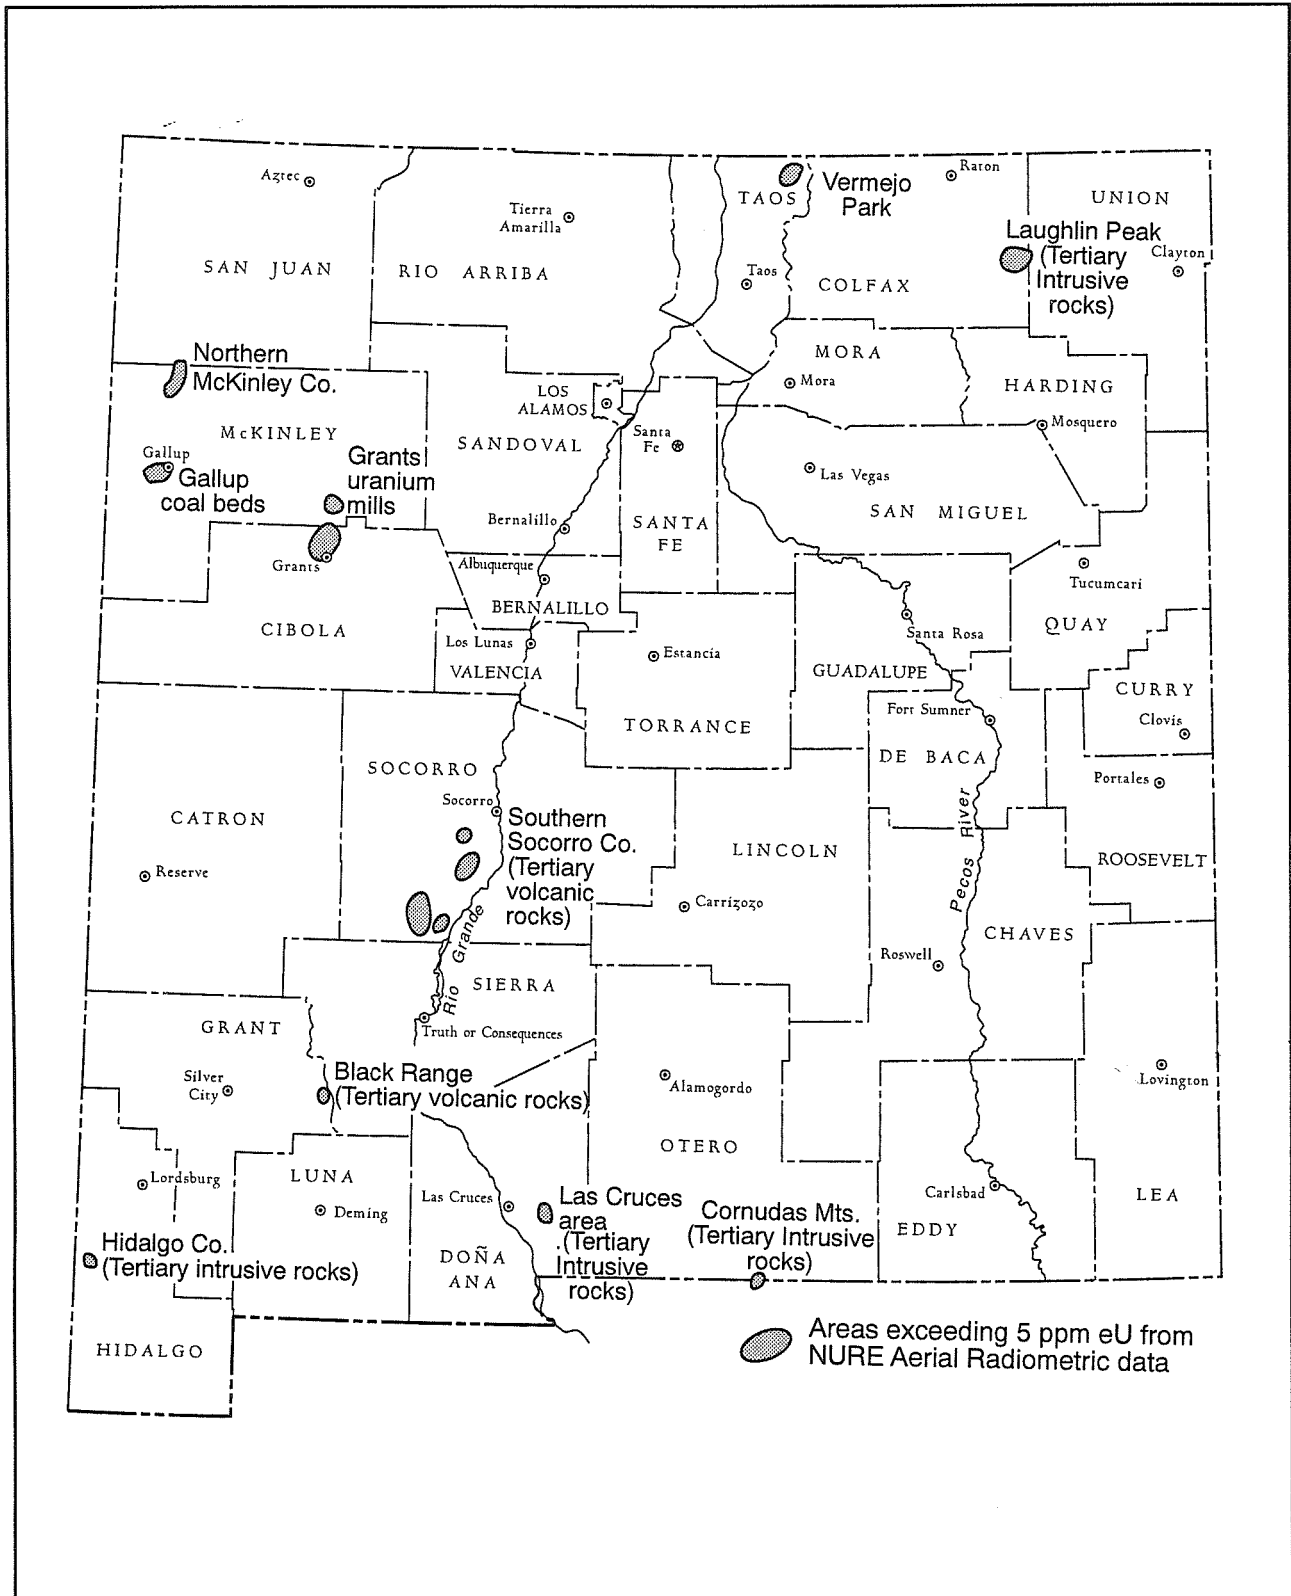 Aztec
Tierra
Amarilla
TAOS
Vermejo
Park
Raton
UNION
SAN JUAN
RIO ARRIBA
Taos
COLFAX
Laughlin Peak
(Tertiary
Intrusive
rocks)
Clayton
Northern
McKinley Co.
MORA
Mora
HARDING
LOS
ALAMOS
Mosquero
McKINLEY
SANDOVAL
Santa
Fe
Gallup
Gallup
coal beds
Grants
uranium
mills
Las Vegas
SAN MIGUEL
Bernalillo
SANTA
FE
Grants
Albuquerque
Tucumcari
BERNALILLO
CIBOLA
Los Lunas
VALENCIA
Estancia
Santa Rosa
QUAY
GUADALUPE
CURRY
Clovis
Fort Sumner
TORRANCE
DE BACA
SOCORRO
Socorro
Portales
CATRON
Reserve
Southern
Socorro Co.
(Tertiary
volcanic
rocks)
LINCOLN
Carrizozo
Pecos River
ROOSEVELT
CHAVES
Roswell
Rio Grande
SIERRA
Truth or Consequences
GRANT
Silver
City
Black Range
(Tertiary volcanic rocks)
Alamogordo
Lovington
OTERO
Lordsburg
LUNA
Deming
Las Cruces
Las Cruces
area
.(Tertiary
Intrusive
rocks)
Cornudas Mts.
(Tertiary Intrusive
rocks)
Carlsbad
EDDY
LEA
Hidalgo Co.
(Tertiary intrusive rocks)
DOÑA
ANA
HIDALGO
Areas exceeding 5 ppm eU from
NURE Aerial Radiometric data